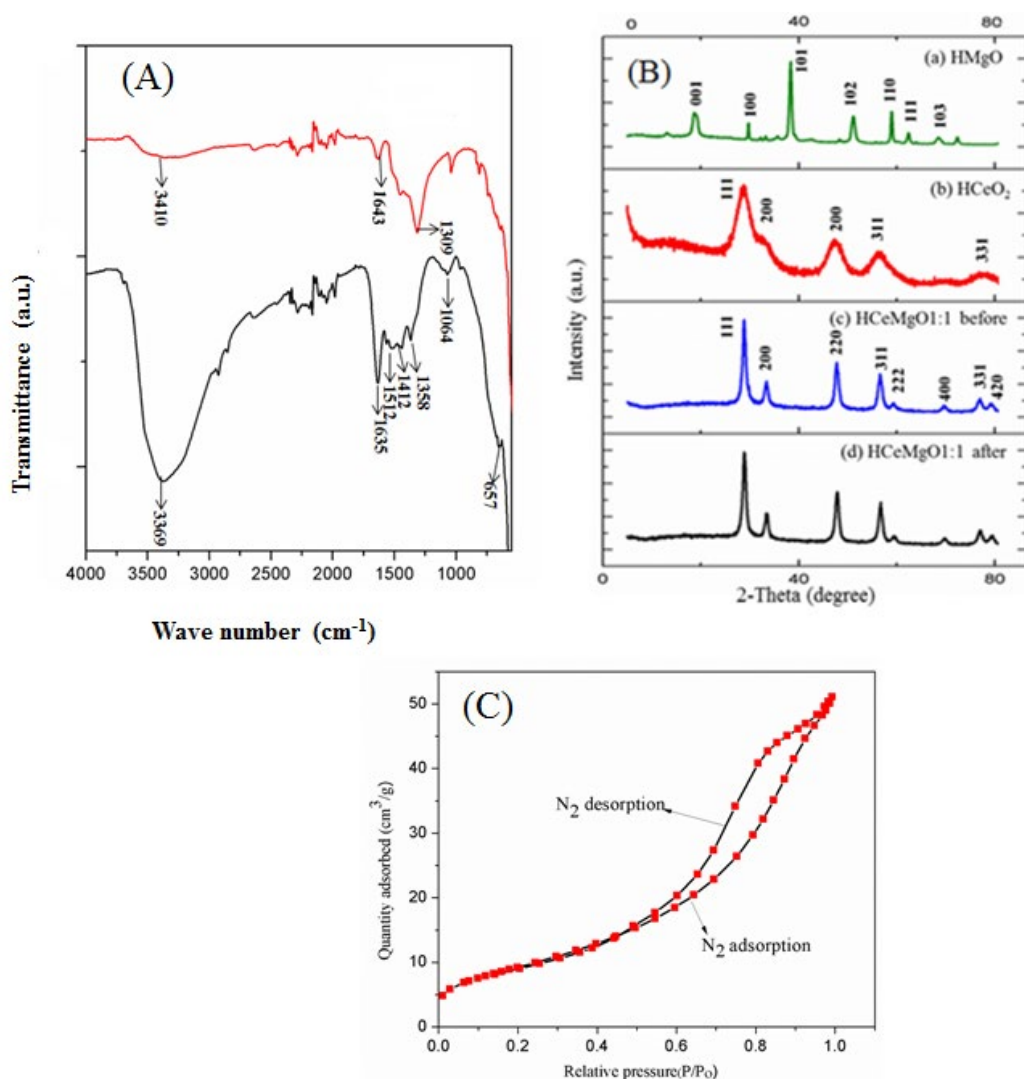 (A)
3410
1643
1309
1064
1358
1412
1512
1635
657
3369
Transmittance (a.u.)
4000 3500 3000 2500 2000 1500 1000
Wave number (cm⁻¹)
0 40 80
(B)
(a) HMgO
001
100
101
102
110
111
103
(b) HCeO₂
111
200
200
311
331
(c) HCeMgO1:1 before
111
200
220
311
222
400
331
420
(d) HCeMgO1:1 after
Intensity (a.u.)
0 40 80
2-Theta (degree)
(C)
50
40
30
20
10
0
Quantity adsorbed (cm³/g)
N₂ desorption
N₂ adsorption
0.0 0.2 0.4 0.6 0.8 1.0
Relative pressure(P/P₀)